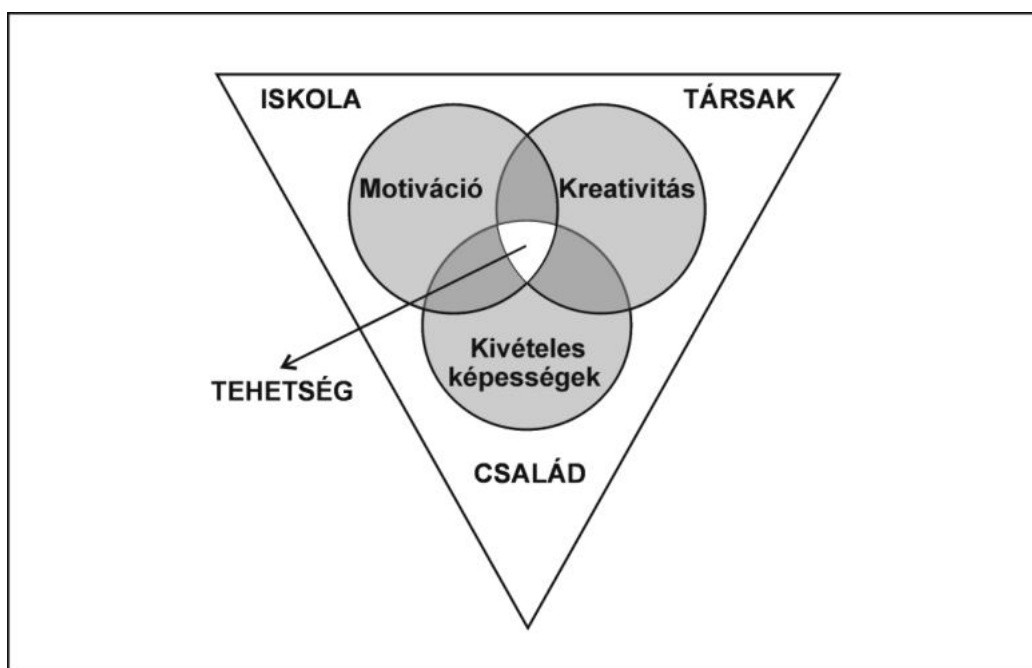 ISKOLA
TÁRSAK
Motiváció
Kreativitás
Kivételes
képességek
TEHETSÉG
CSALÁD